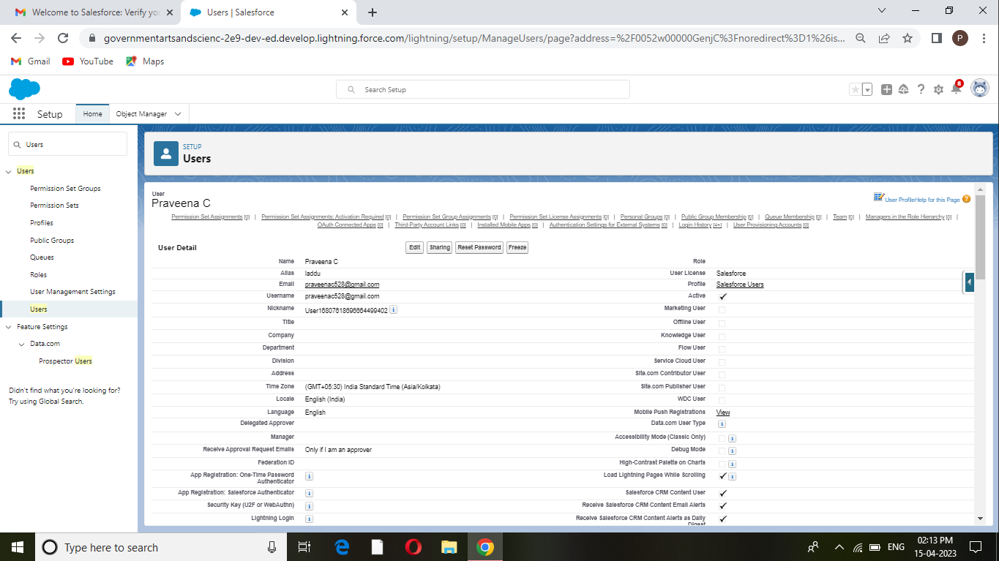 Welcome to Salesforce: Verify yo
Users | Salesforce
governmentartsandscienc-2e9-dev-ed.develop.lightning.force.com/lightning/setup/ManageUsers/page?address=%2F0052w00000GenjC%3Fnoredirect%3D1%26is...
P
Gmail YouTube Maps
Search Setup
8
Setup Home Object Manager
Users
SETUP
Users
Users
Permission Set Groups
Permission Sets
Profiles
Public Groups
Queues
Roles
User Management Settings
Users
Feature Settings
Data.com
Prospector Users
Didn't find what you're looking for?
Try using Global Search.
User
Praveena C
User Profile Help for this Page
Permission Set Assignments [0] | Permission Set Assignments: Activation Required [0] | Permission Set Group Assignments [0] | Permission Set License Assignments [0] | Personal Groups [0] | Public Group Membership [0] | Queue Membership [0] | Team [0] | Managers in the Role Hierarchy [0] |
OAuth Connected Apps [0] | Third-Party Account Links [0] | Installed Mobile Apps [0] | Authentication Settings for External Systems [0] | Login History [4+] | User Provisioning Accounts [0]
User Detail Edit Sharing Reset Password Freeze
Name Praveena C Role
Alias laddu User License Salesforce
Email praveenac528@gmail.com Profile Salesforce Users
Username praveenac528@gmail.com Active
Nickname User16807618696664499402 Marketing User
Title Offline User
Company Knowledge User
Department Flow User
Division Service Cloud User
Address Site.com Contributor User
Time Zone (GMT+05:30) India Standard Time (Asia/Kolkata) Site.com Publisher User
Locale English (India) WDC User
Language English Mobile Push Registrations View
Delegated Approver Data.com User Type
Manager Accessibility Mode (Classic Only)
Receive Approval Request Emails Only if I am an approver Debug Mode
Federation ID High-Contrast Palette on Charts
App Registration: One-Time Password Load Lightning Pages While Scrolling
Authenticator
App Registration: Salesforce Authenticator Salesforce CRM Content User
Security Key (U2F or WebAuthn) Receive Salesforce CRM Content Email Alerts
Lightning Login Receive Salesforce CRM Content Alerts as Daily
Digest
Type here to search
ENG
02:13 PM
15-04-2023